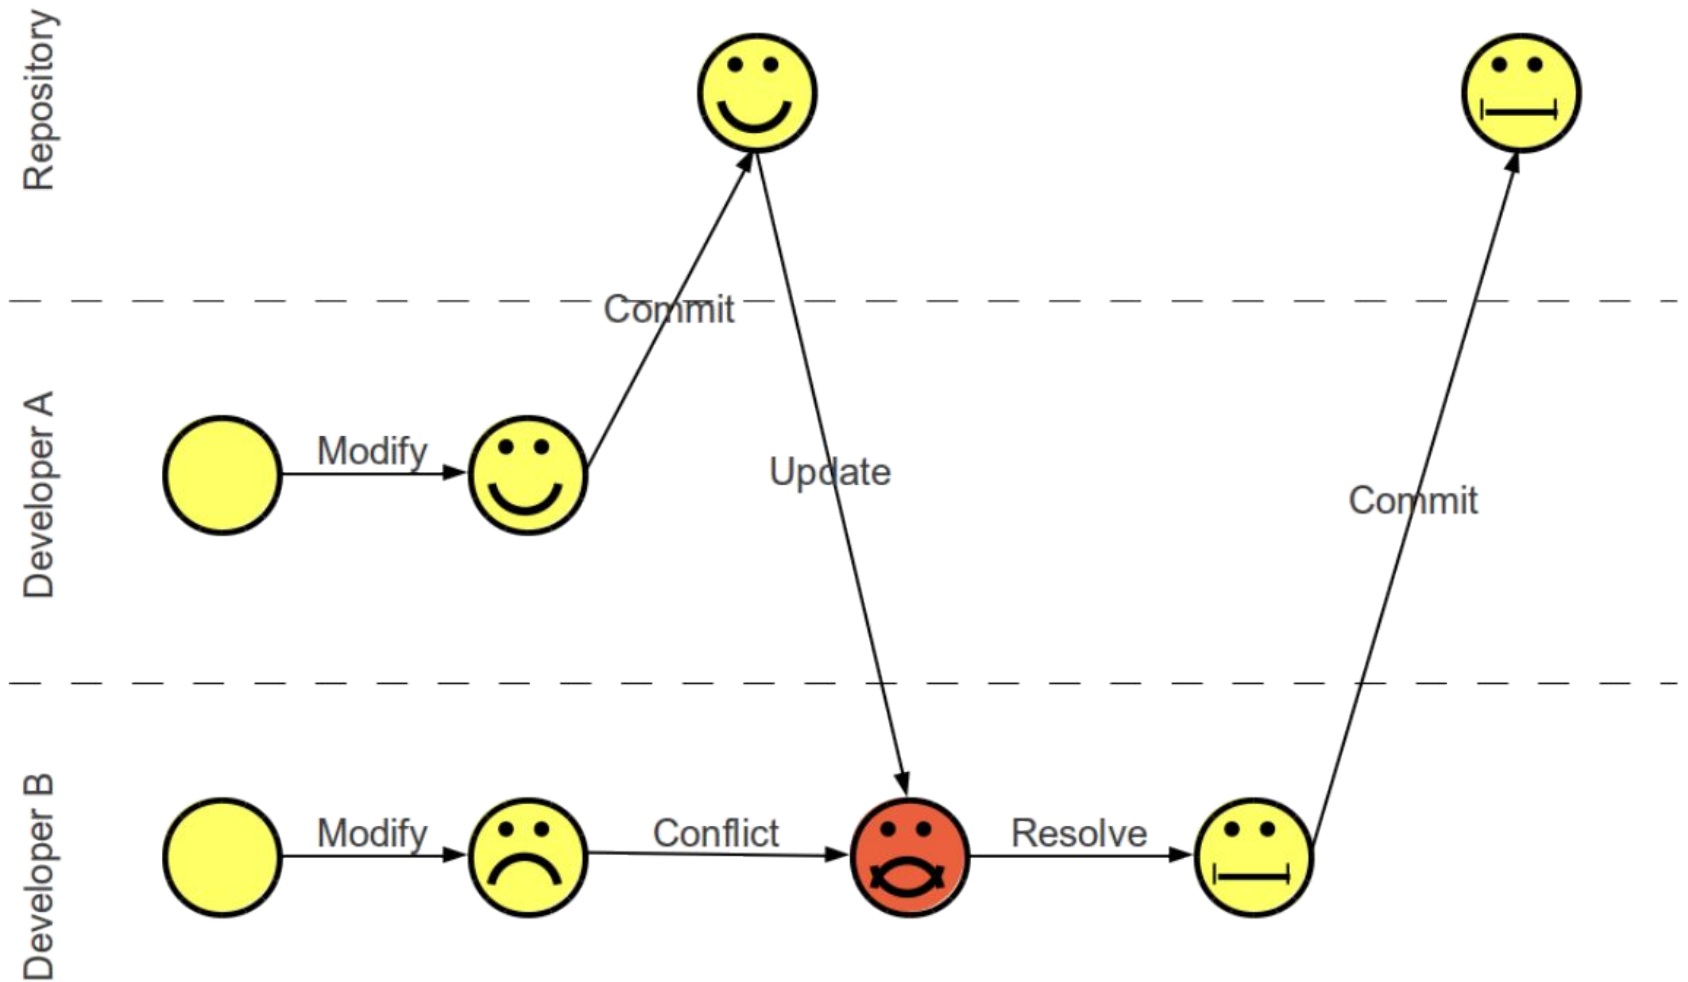 Repository
Commit
Developer A
Modify
Update
Commit
Developer B
Modify
Conflict
Resolve